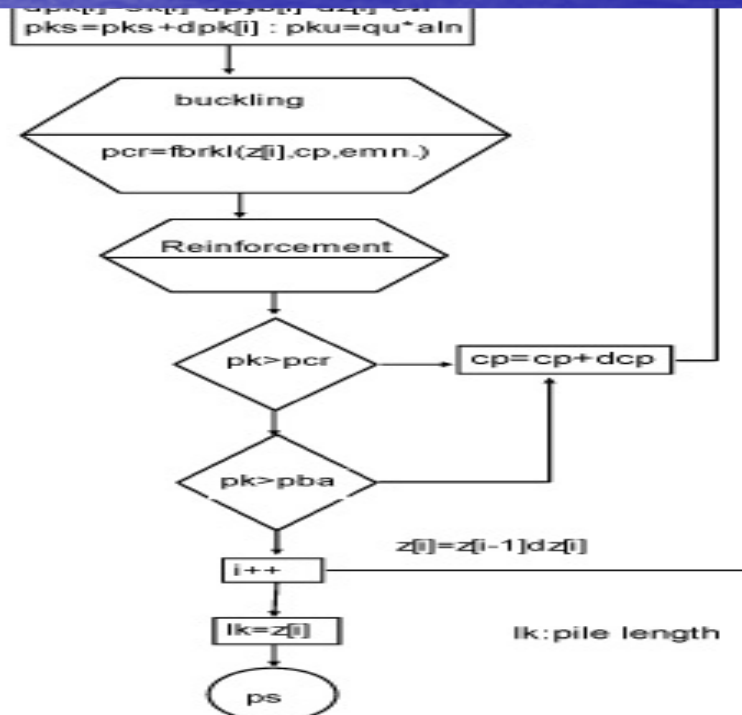 pks=pks+dpk[i] : pku=qu*aln
buckling
pcr=fbrkl(z[i],cp,emn.)
Reinforcement
pk>pcr
cp=cp+dcp
pk>pba
z[i]=z[i-1]dz[i]
i++
lk=z[i]
lk:pile length
ps